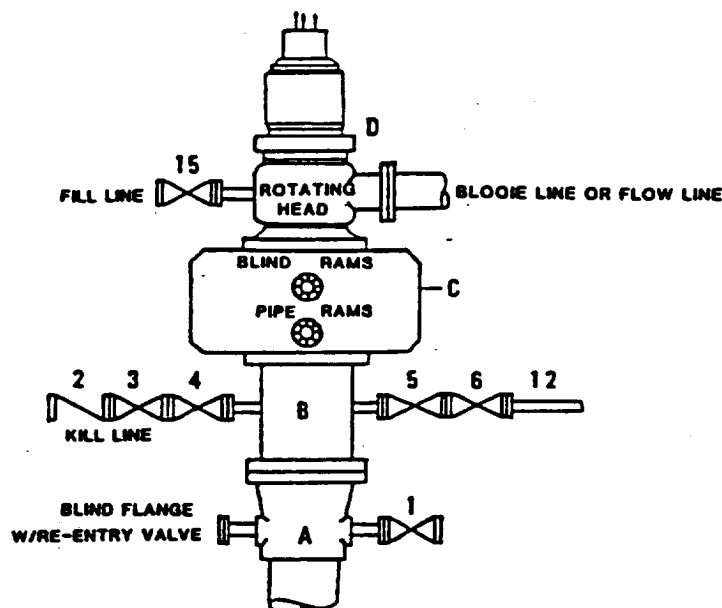 D
15
FILL LINE
ROTATING
HEAD
BLOOIE LINE OR FLOW LINE
BLIND RAMS
C
PIPE RAMS
2 3 4
5 6 12
B
KILL LINE
BLIND FLANGE
W/RE-ENTRY VALVE
A
1